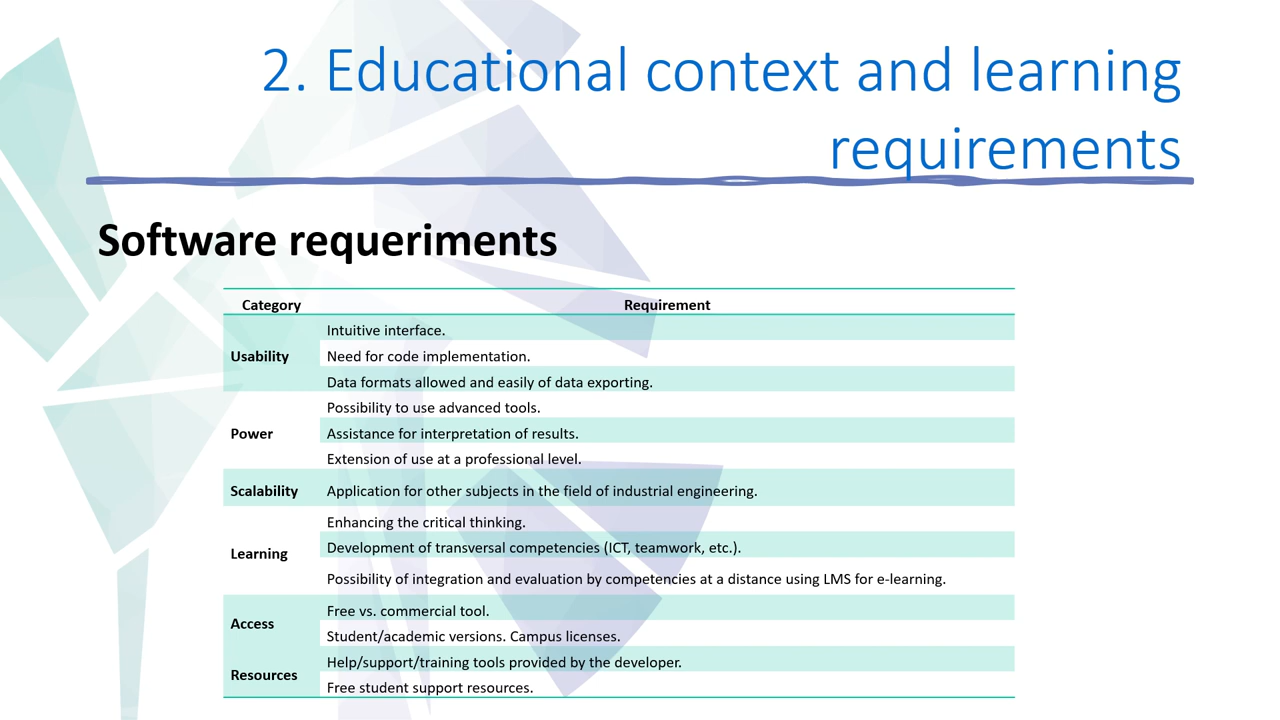 2. Educational context and learning
requirements
Software requeriments
Category Requirement
Usability
Intuitive interface.
Need for code implementation.
Data formats allowed and easily of data exporting.
Power
Possibility to use advanced tools.
Assistance for interpretation of results.
Extension of use at a professional level.
Scalability Application for other subjects in the field of industrial engineering.
Learning
Enhancing the critical thinking.
Development of transversal competencies (ICT, teamwork, etc.).
Possibility of integration and evaluation by competencies at a distance using LMS for e-learning.
Access
Free vs. commercial tool.
Student/academic versions. Campus licenses.
Resources
Help/support/training tools provided by the developer.
Free student support resources.